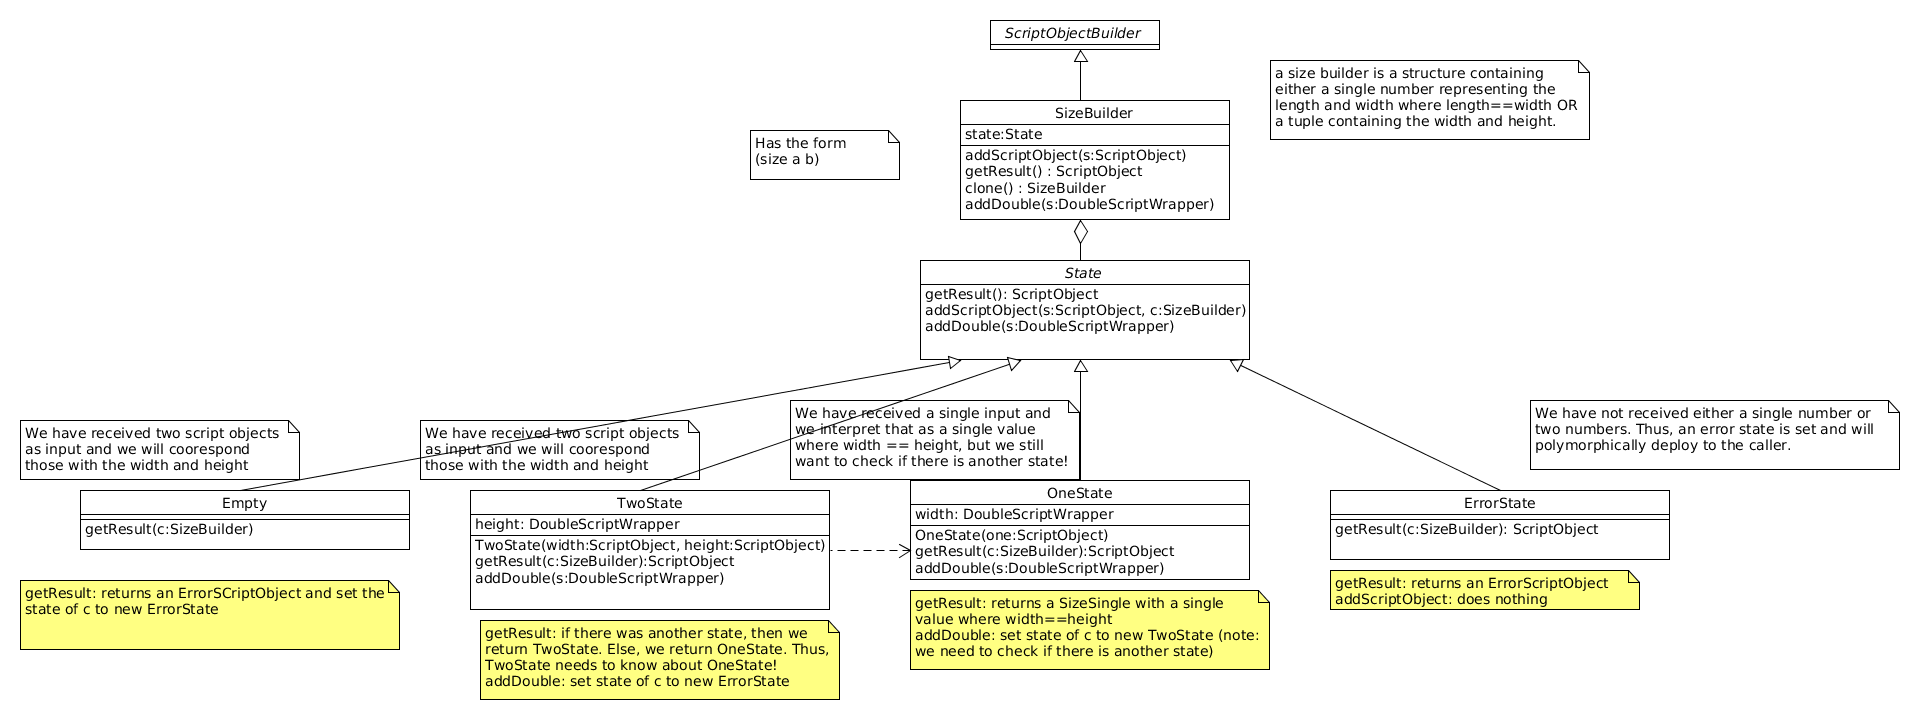 ScriptObjectBuilder
a size builder is a structure containing
either a single number representing the
length and width where length==width OR
a tuple containing the width and height.
SizeBuilder
state:State
addScriptObject(s:ScriptObject)
getResult() : ScriptObject
clone() : SizeBuilder
addDouble(s:DoubleScriptWrapper)
Has the form
(size a b)
State
getResult(): ScriptObject
addScriptObject(s:ScriptObject, c:SizeBuilder)
addDouble(s:DoubleScriptWrapper)
We have received two script objects
as input and we will coorespond
those with the width and height
We have received two script objects
as input and we will coorespond
those with the width and height
We have received a single input and
we interpret that as a single value
where width == height, but we still
want to check if there is another state!
We have not received either a single number or
two numbers. Thus, an error state is set and will
polymorphically deploy to the caller.
Empty
getResult(c:SizeBuilder)
TwoState
height: DoubleScriptWrapper
TwoState(width:ScriptObject, height:ScriptObject)
getResult(c:SizeBuilder):ScriptObject
addDouble(s:DoubleScriptWrapper)
OneState
width: DoubleScriptWrapper
OneState(one:ScriptObject)
getResult(c:SizeBuilder):ScriptObject
addDouble(s:DoubleScriptWrapper)
ErrorState
getResult(c:SizeBuilder): ScriptObject
getResult: returns an ErrorSCriptObject and set the
state of c to new ErrorState
getResult: if there was another state, then we
return TwoState. Else, we return OneState. Thus,
TwoState needs to know about OneState!
addDouble: set state of c to new ErrorState
getResult: returns a SizeSingle with a single
value where width==height
addDouble: set state of c to new TwoState (note:
we need to check if there is another state)
getResult: returns an ErrorScriptObject
addScriptObject: does nothing